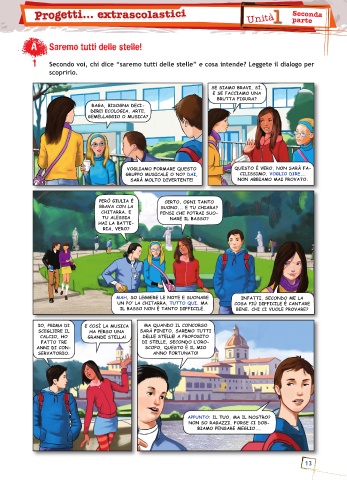 Progetti... extrascolastici
Unità 1
Seconda
parte
A
Saremo tutti delle stelle!
1
Secondo voi, chi dice "saremo tutti delle stelle" e cosa intende? Leggete il dialogo per
scoprirlo.
RAGA, BISOGNA DECI-
DERE! ECOLOGIA, ARTI,
GEMELLAGGIO O MUSICA?
SE SIAMO BRAVI, SÌ,
E SE FACCIAMO UNA
BRUTTA FIGURA?
VOGLIAMO FORMARE QUESTO
GRUPPO MUSICALE O NO? DAI,
SARÀ MOLTO DIVERTENTE!
QUESTO È VERO, NON SARÀ FA-
CILISSIMO, VOGLIO DIRE...
NON ABBIAMO MAI PROVATO.
PERÒ GIULIA È
BRAVA CON LA
CHITARRA. E
TU ALESSIA
HAI LA BATTE-
RIA, VERO?
CERTO, OGNI TANTO
SUONO... E TU CHIARA?
PENSI CHE POTRAI SUO-
NARE IL BASSO?
MAH, SO LEGGERE LE NOTE E SUONARE
UN PO' LA CHITARRA, TUTTO QUI. MA
IL BASSO NON È TANTO DIFFICILE.
INFATTI, SECONDO ME LA
COSA PIÙ DIFFICILE È CANTARE
BENE. CHI CI VUOLE PROVARE?
IO, PRIMA DI
SCEGLIERE IL
CALCIO, HO
FATTO TRE
ANNI DI CON-
SERVATORIO.
E COSÌ LA MUSICA
HA PERSO UNA
GRANDE STELLA!
MA QUANDO IL CONCORSO
SARÀ FINITO, SAREMO TUTTI
DELLE STELLE! A PROPOSITO
DI STELLE, SECONDO L'ORO-
SCOPO, QUESTO È IL MIO
ANNO FORTUNATO!
APPUNTO: IL TUO, MA IL NOSTRO?
NON SO RAGAZZI, FORSE CI DOB-
BIAMO PENSARE MEGLIO...
13